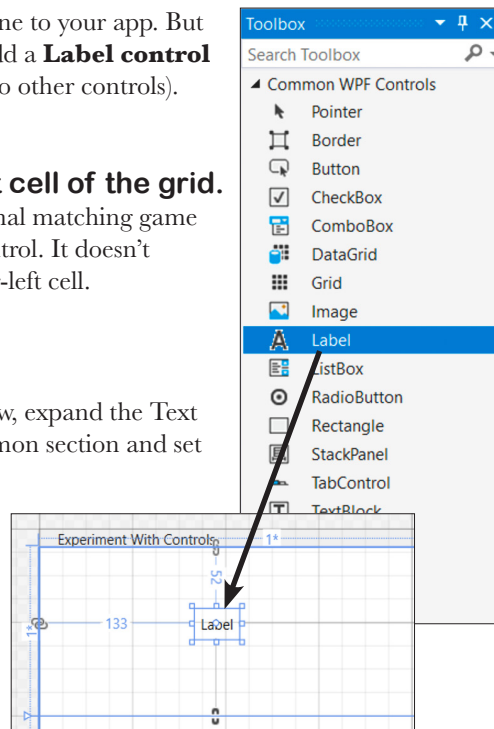 ne to your app. But
ld a Label control
o other controls).
t cell of the grid.
nal matching game
ntrol. It doesn't
-left cell.
w, expand the Text
mon section and set
Toolbox
Search Toolbox
Common WPF Controls
Pointer
Border
Button
CheckBox
ComboBox
DataGrid
Grid
Image
Label
ListBox
RadioButton
Rectangle
StackPanel
TabControl
TextBlock
Experiment With Controls
1*
52
1*
133
Label